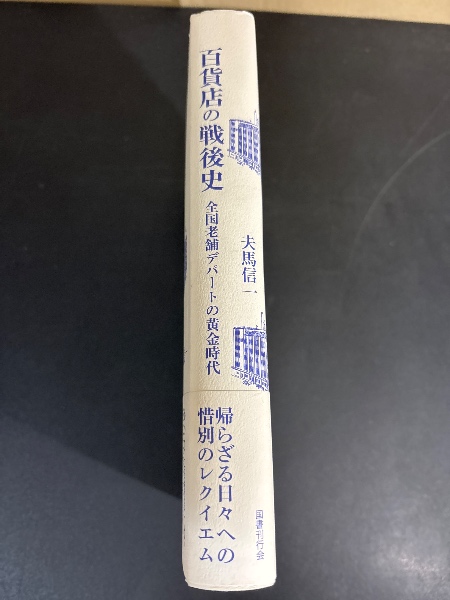 百貨店の戦後史
全国老舗デパートの黄金時代
夫馬信一
帰らざる日々への
惜別のレクイエム
国書刊行会